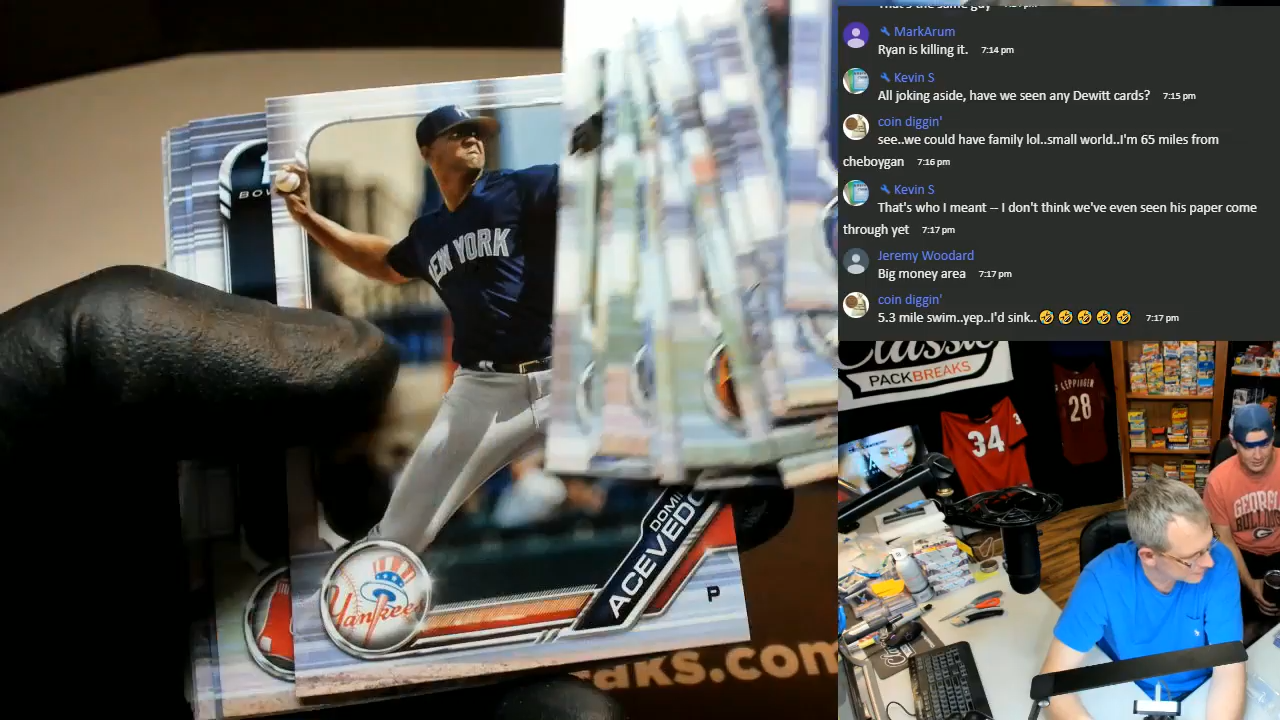 MarkArum
Ryan is killing it. 7:14 pm
Kevin S
All joking aside, have we seen any Dewitt cards? 7:15 pm
coin diggin'
see..we could have family lol..small world..I'm 65 miles from
cheboygan 7:16 pm
Kevin S
That's who I meant -- I don't think we've even seen his paper come
through yet 7:17 pm
Jeremy Woodard
Big money area 7:17 pm
coin diggin'
5.3 mile swim..yep..I'd sink..🤣🤣🤣🤣🤣 7:17 pm
Classic
PACKBREAKS
LEPPINGER
28
34
GEORGIA
BULLDOGS
BOW
NEW YORK
DOMI
ACEVEDO
P
Yankees
aks.com